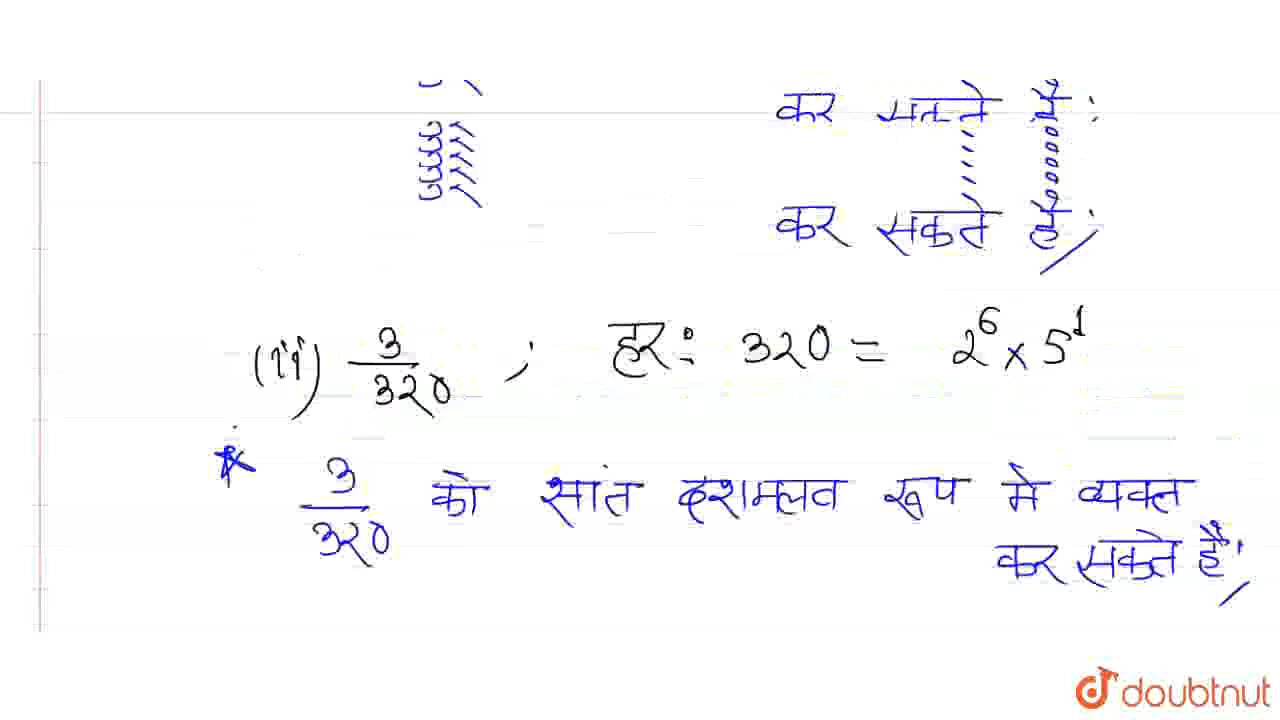 कर सकते हैं
कर सकते हैं;
(ii) 3/320 ; हर: 320 = 2^6 × 5^1
* 3/320 को सांत दशमलव रूप मे व्यक्त
कर सकते हैं,
doubtnut